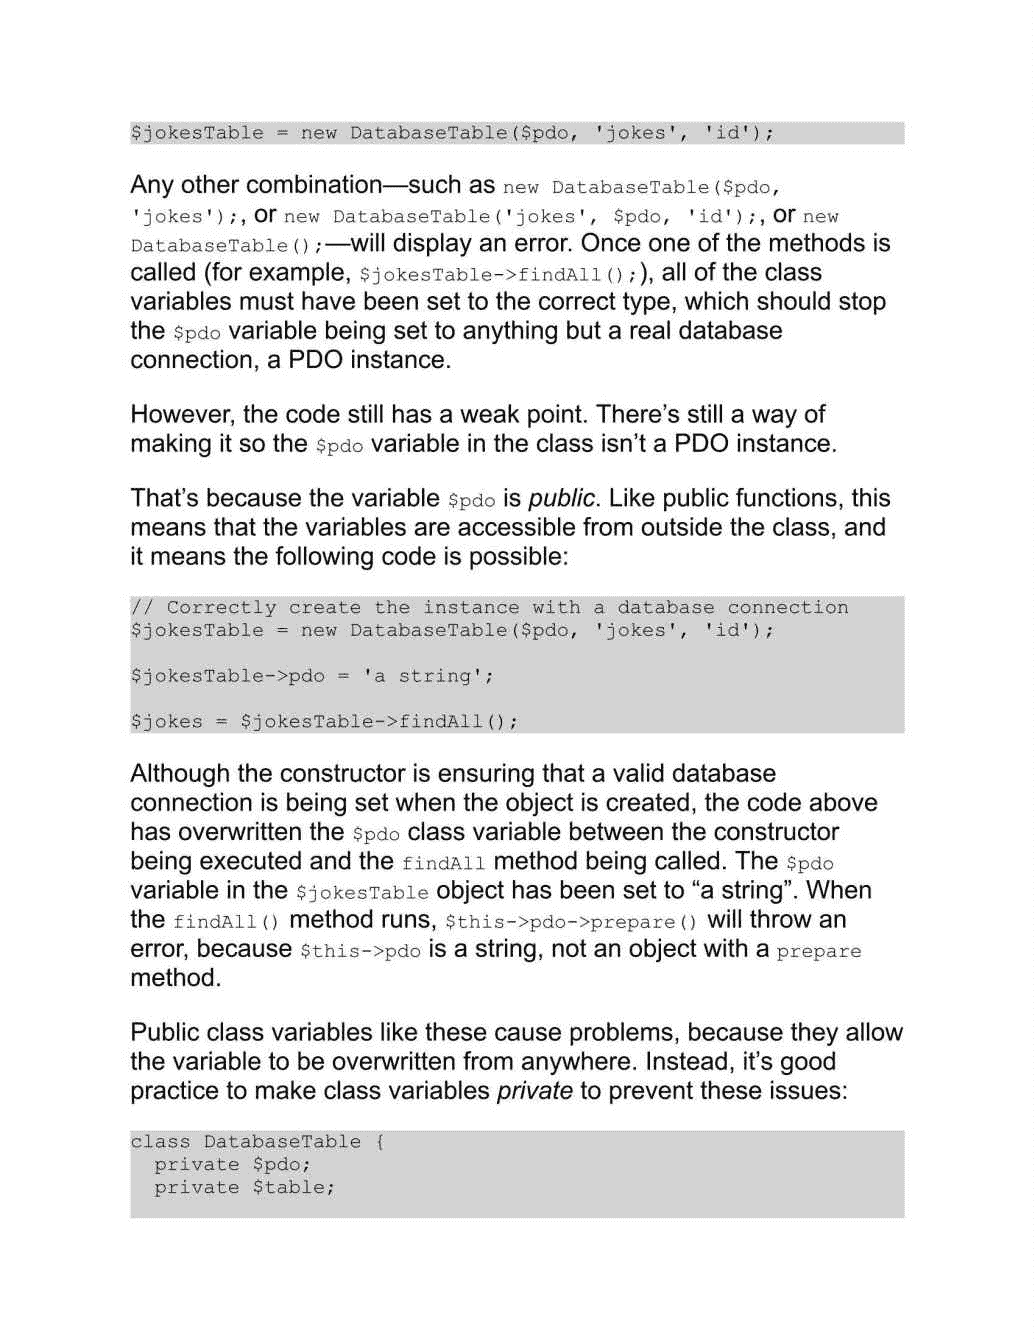 $jokesTable = new DatabaseTable($pdo, 'jokes', 'id');
Any other combination—such as new DatabaseTable($pdo,
'jokes');, or new DatabaseTable('jokes', $pdo, 'id');, or new
DatabaseTable();—will display an error. Once one of the methods is
called (for example, $jokesTable->findAll();), all of the class
variables must have been set to the correct type, which should stop
the $pdo variable being set to anything but a real database
connection, a PDO instance.
However, the code still has a weak point. There’s still a way of
making it so the $pdo variable in the class isn’t a PDO instance.
That’s because the variable $pdo is public. Like public functions, this
means that the variables are accessible from outside the class, and
it means the following code is possible:
// Correctly create the instance with a database connection
$jokesTable = new DatabaseTable($pdo, 'jokes', 'id');
$jokesTable->pdo = 'a string';
$jokes = $jokesTable->findAll();
Although the constructor is ensuring that a valid database
connection is being set when the object is created, the code above
has overwritten the $pdo class variable between the constructor
being executed and the findAll method being called. The $pdo
variable in the $jokesTable object has been set to “a string”. When
the findAll() method runs, $this->pdo->prepare() will throw an
error, because $this->pdo is a string, not an object with a prepare
method.
Public class variables like these cause problems, because they allow
the variable to be overwritten from anywhere. Instead, it’s good
practice to make class variables private to prevent these issues:
class DatabaseTable {
  private $pdo;
  private $table;